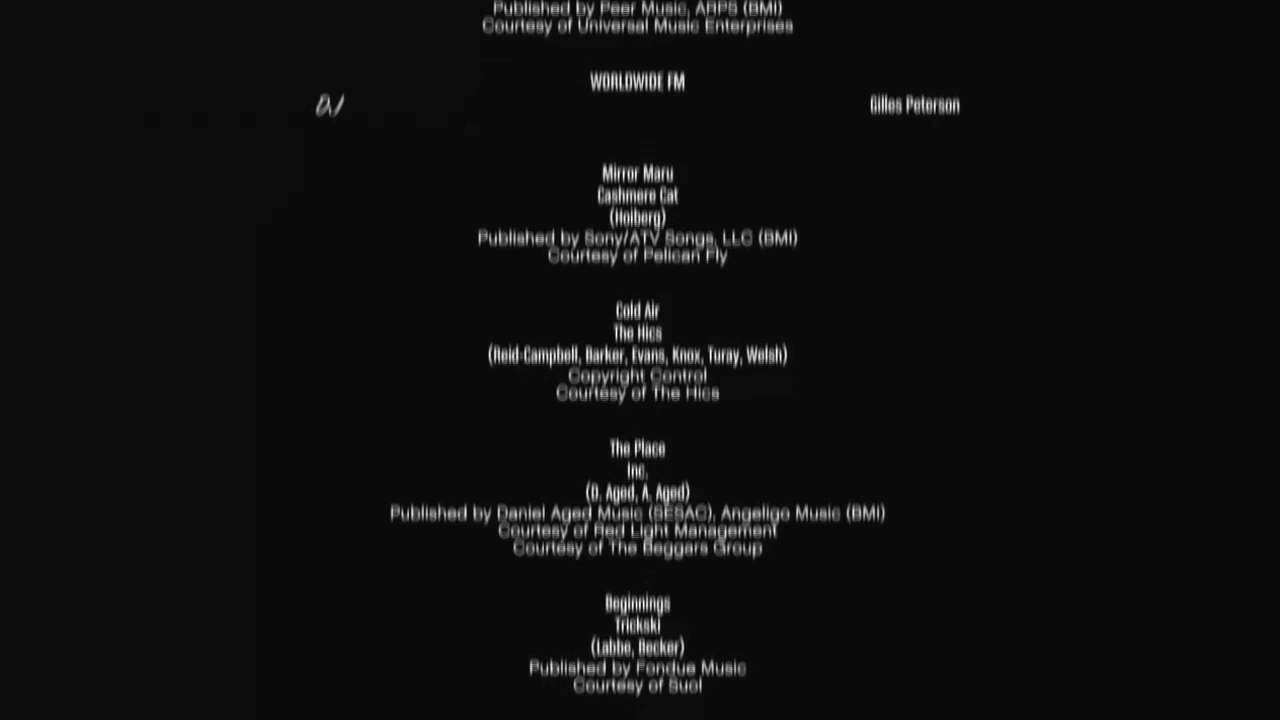 Published by Peer Music, ARPS (BMI)
Courtesy of Universal Music Enterprises
WORLDWIDE FM
DJ
Gilles Peterson
Mirror Maru
Cashmere Cat
(Hoiberg)
Published by Sony/ATV Songs, LLC (BMI)
Courtesy of Pelican Fly
Cold Air
The Hics
(Reid-Campbell, Barker, Evans, Knox, Turay, Welsh)
Copyright Control
Courtesy of The Hics
The Place
Inc.
(D. Aged, A. Aged)
Published by Daniel Aged Music (SESAC), Angeligo Music (BMI)
Courtesy of Red Light Management
Courtesy of The Beggars Group
Beginnings
Trickski
(Labbe, Becker)
Published by Fondue Music
Courtesy of Suol